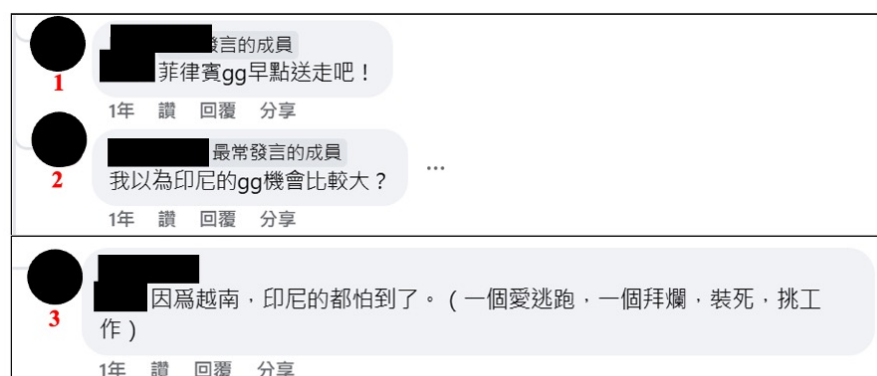 發言的成員
菲律賓gg早點送走吧！
1
1年 讚 回覆 分享
最常發言的成員
我以為印尼的gg機會比較大？
...
2
1年 讚 回覆 分享
因爲越南，印尼的都怕到了。（一個愛逃跑，一個拜爛，裝死，挑工
作）
3
1年 讚 回覆 分享